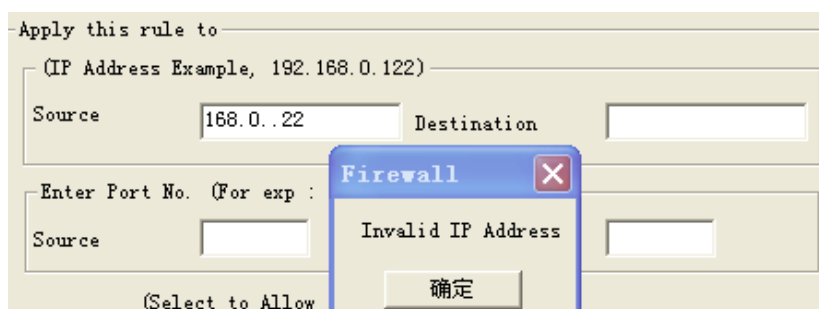 Apply this rule to
(IP Address Example, 192.168.0.122)
Source 168.0..22 Destination
Firewall
Enter Port No. (For exp :
Source
Invalid IP Address
确定
(Select to Allow